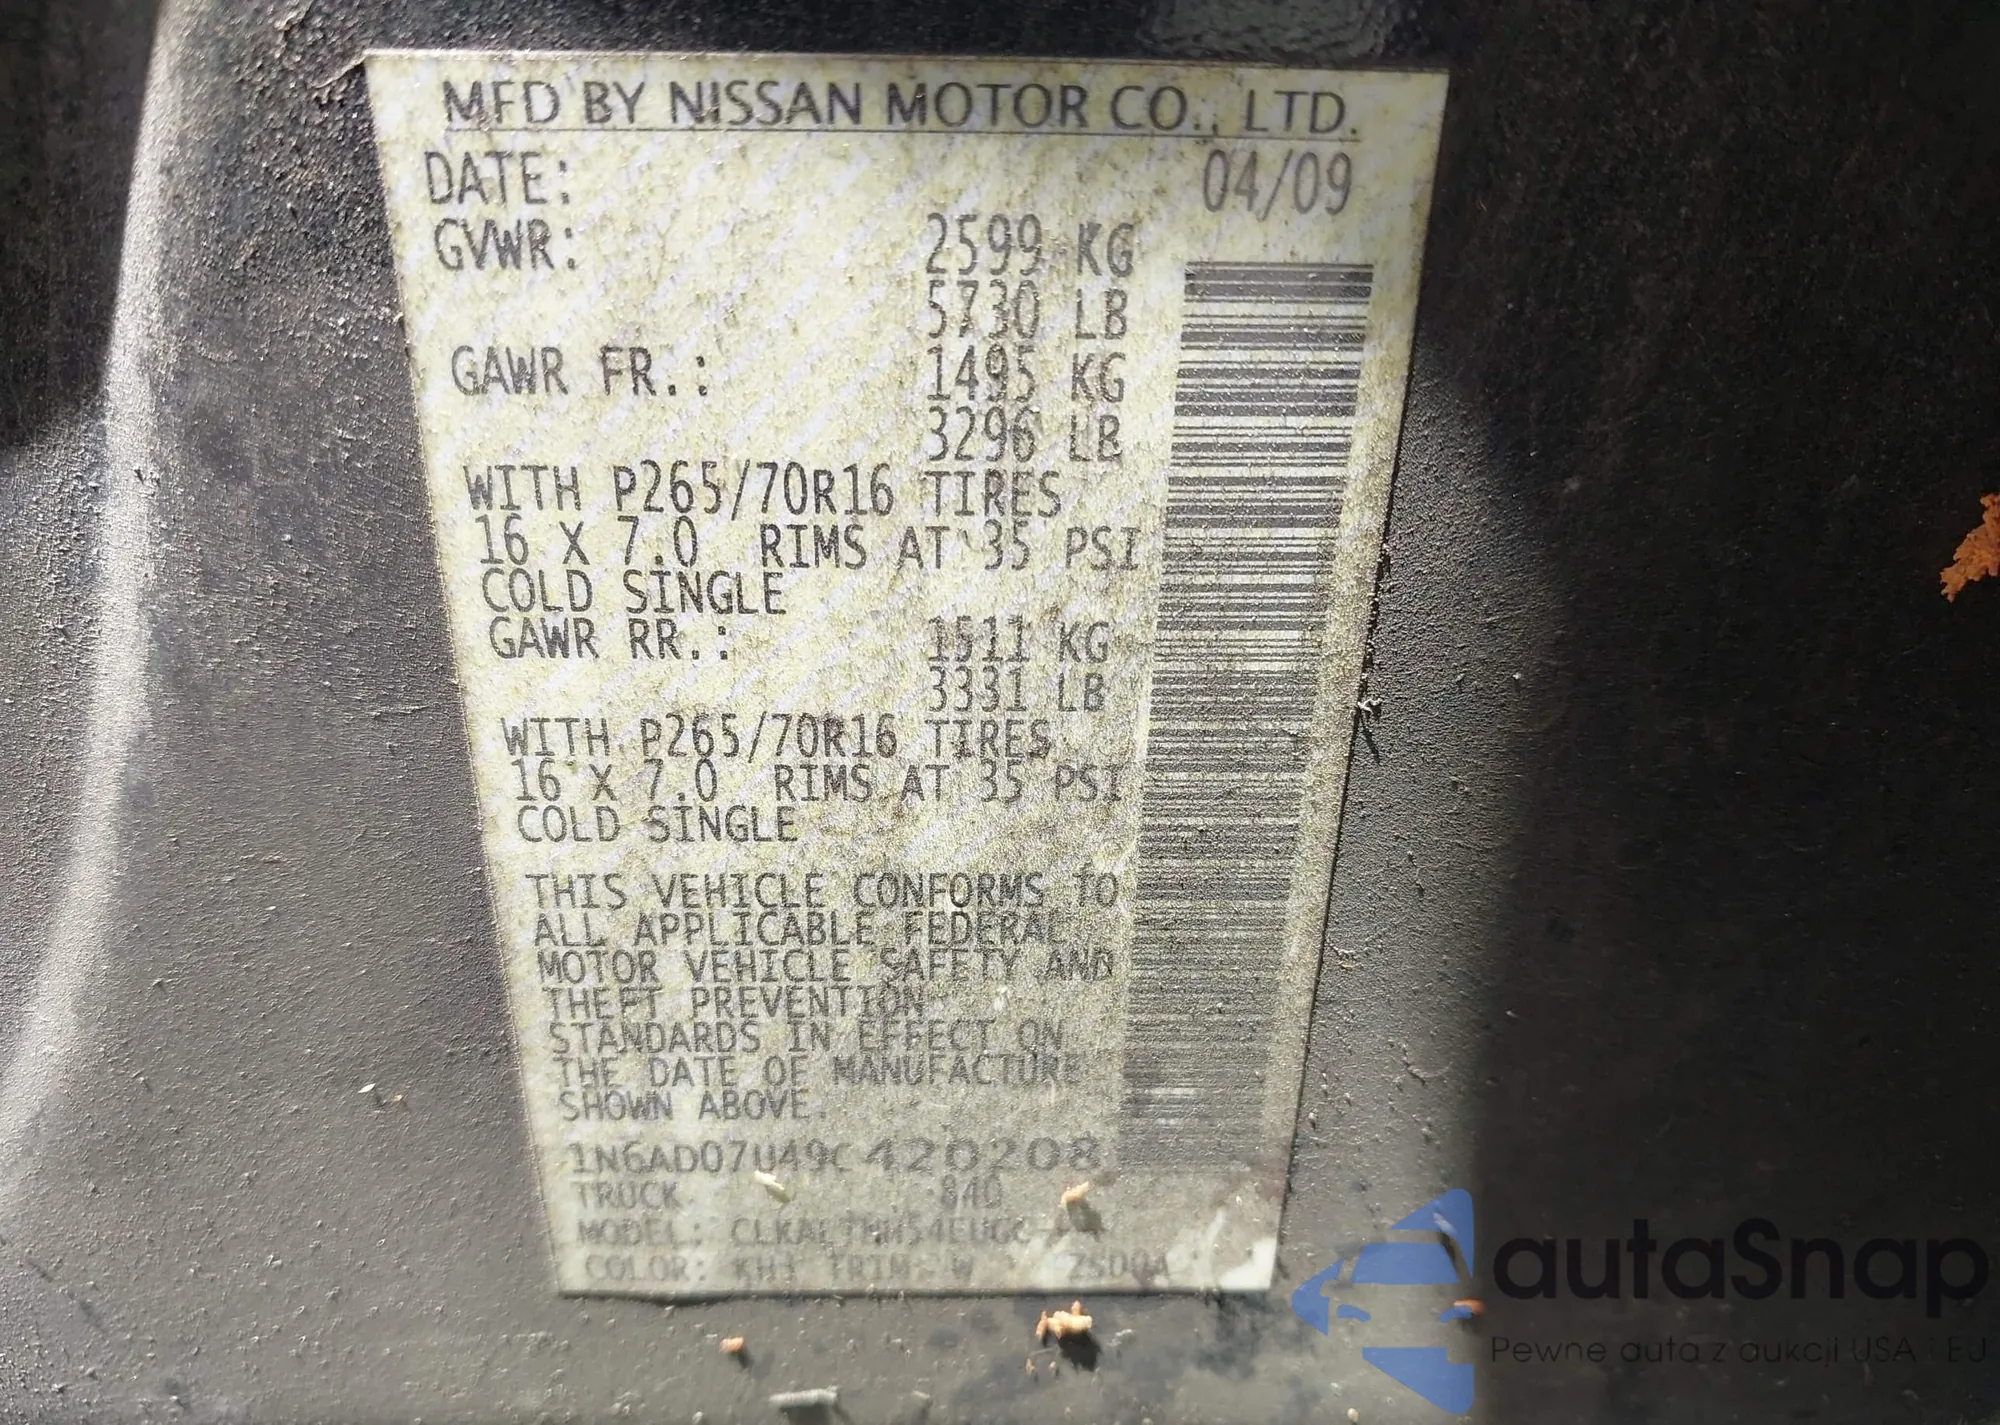 MFD BY NISSAN MOTOR CO., LTD.
DATE: 04/09
GVWR: 2599 KG
5730 LB
GAWR FR.: 1495 KG
3296 LB
WITH P265/70R16 TIRES
16 X 7.0 RIMS AT 35 PSI
COLD SINGLE
GAWR RR.: 1511 KG
3331 LB
WITH P265/70R16 TIRES
16 X 7.0 RIMS AT 35 PSI
COLD SINGLE
THIS VEHICLE CONFORMS TO
ALL APPLICABLE FEDERAL
MOTOR VEHICLE SAFETY AND
THEFT PREVENTION
STANDARDS IN EFFECT ON
THE DATE OF MANUFACTURE
SHOWN ABOVE.
1N6AD07U49C420208
TRUCK 840
MODEL:
COLOR: KH3 TRIM: W
autaSnap
Pewne auta z aukcji USA i EU